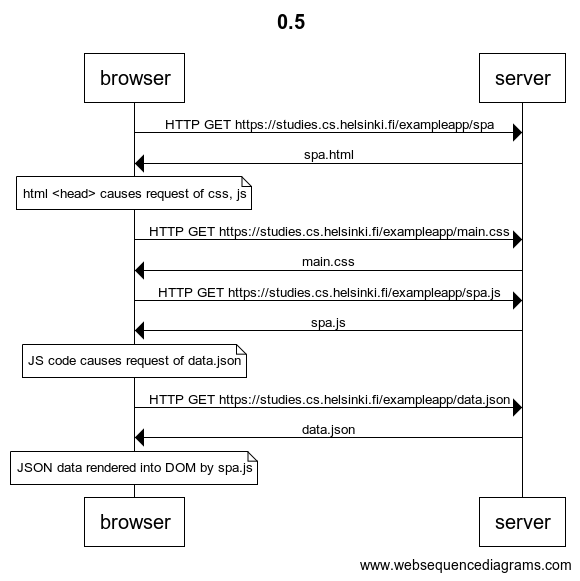 0.5
browser
server
HTTP GET https://studies.cs.helsinki.fi/exampleapp/spa
spa.html
html <head> causes request of css, js
HTTP GET https://studies.cs.helsinki.fi/exampleapp/main.css
main.css
HTTP GET https://studies.cs.helsinki.fi/exampleapp/spa.js
spa.js
JS code causes request of data.json
HTTP GET https://studies.cs.helsinki.fi/exampleapp/data.json
data.json
JSON data rendered into DOM by spa.js
browser
server
www.websequencediagrams.com